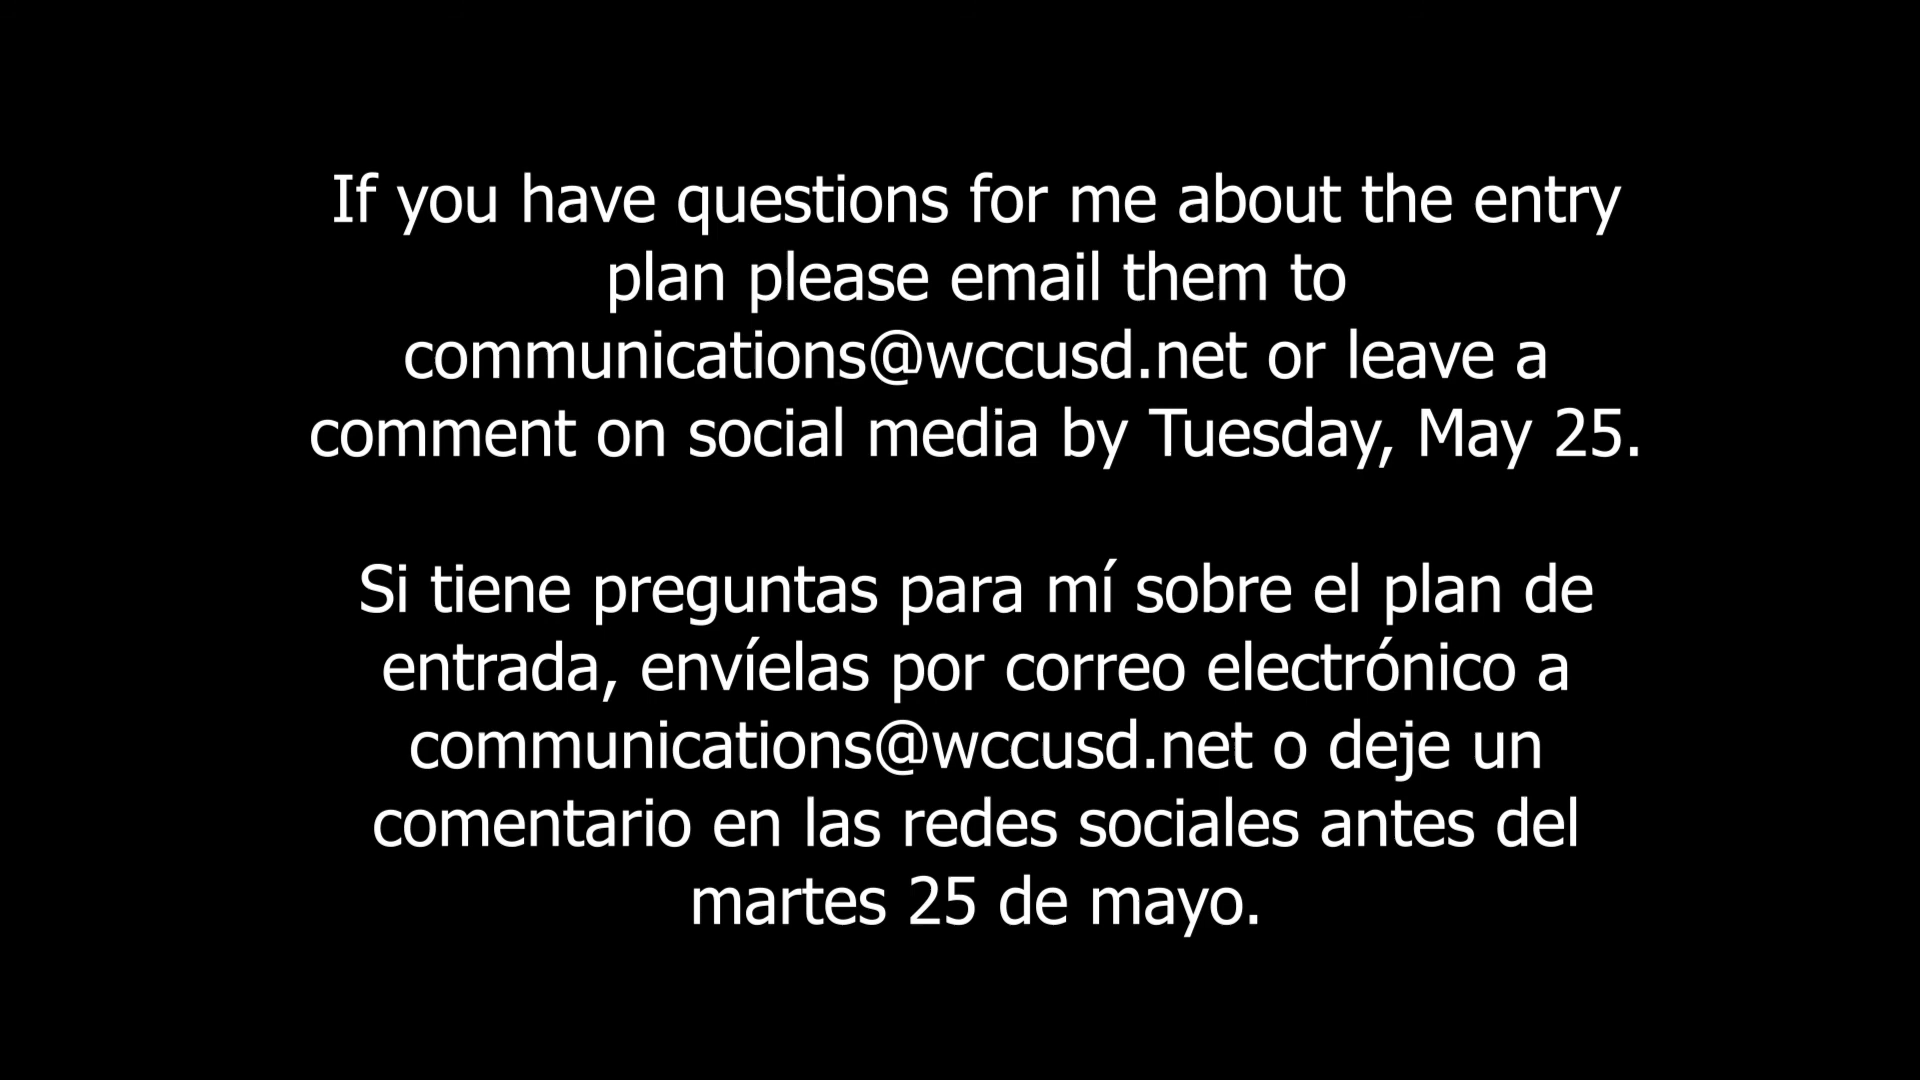 If you have questions for me about the entry
plan please email them to
communications@wccusd.net or leave a
comment on social media by Tuesday, May 25.
Si tiene preguntas para mí sobre el plan de
entrada, envíelas por correo electrónico a
communications@wccusd.net o deje un
comentario en las redes sociales antes del
martes 25 de mayo.